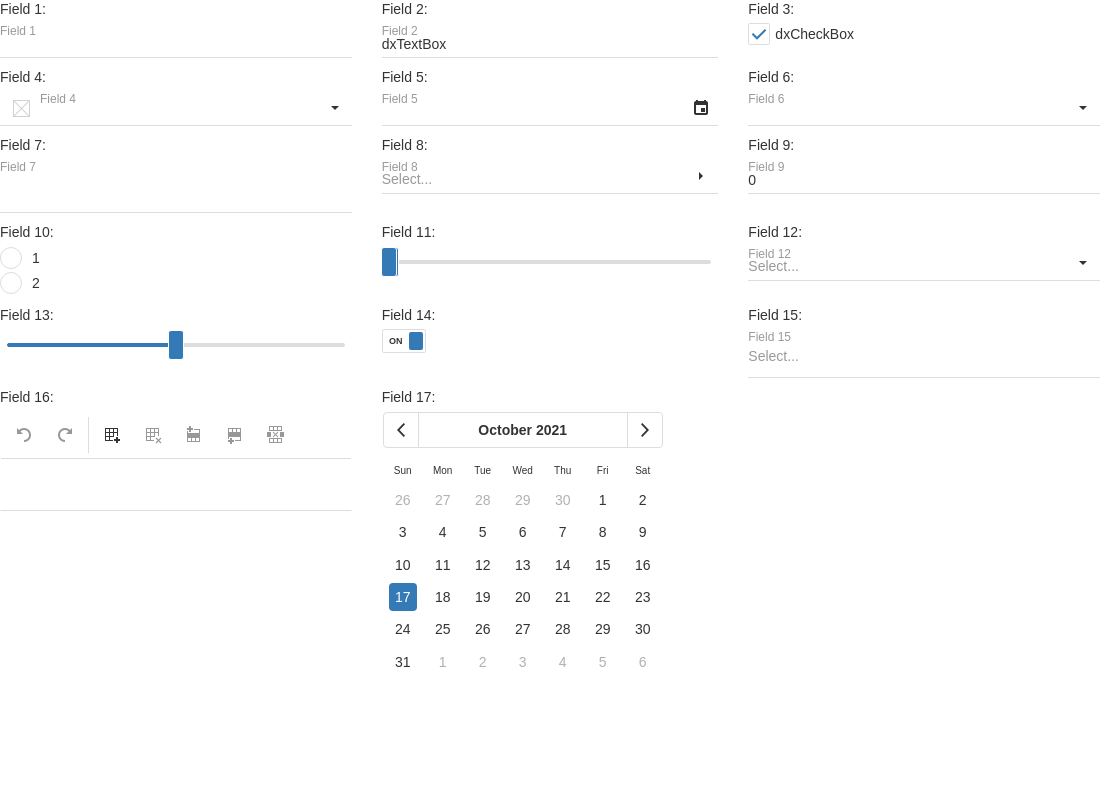 Field 1:
Field 1
Field 2:
Field 2
dxTextBox
Field 3:
dxCheckBox
Field 4:
Field 4
Field 5:
Field 5
Field 6:
Field 6
Field 7:
Field 7
Field 8:
Field 8
Select...
Field 9:
Field 9
0
Field 10:
1
2
Field 11:
Field 12:
Field 12
Select...
Field 13:
Field 14:
ON
Field 15:
Field 15
Select...
Field 16:
Field 17:
October 2021
Sun Mon Tue Wed Thu Fri Sat
26 27 28 29 30 1 2
3 4 5 6 7 8 9
10 11 12 13 14 15 16
17 18 19 20 21 22 23
24 25 26 27 28 29 30
31 1 2 3 4 5 6